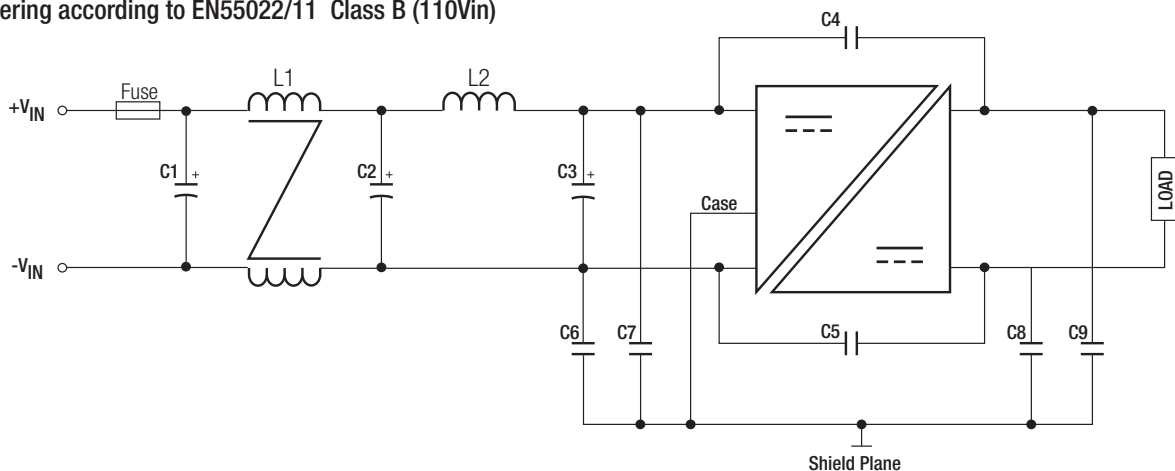 ering according to EN55022/11 Class B (110Vin)
C4
Fuse
L1
L2
+VIN
C1 +
C2 +
C3 +
Case
LOAD
-VIN
C6
C7
C5
C8
C9
Shield Plane